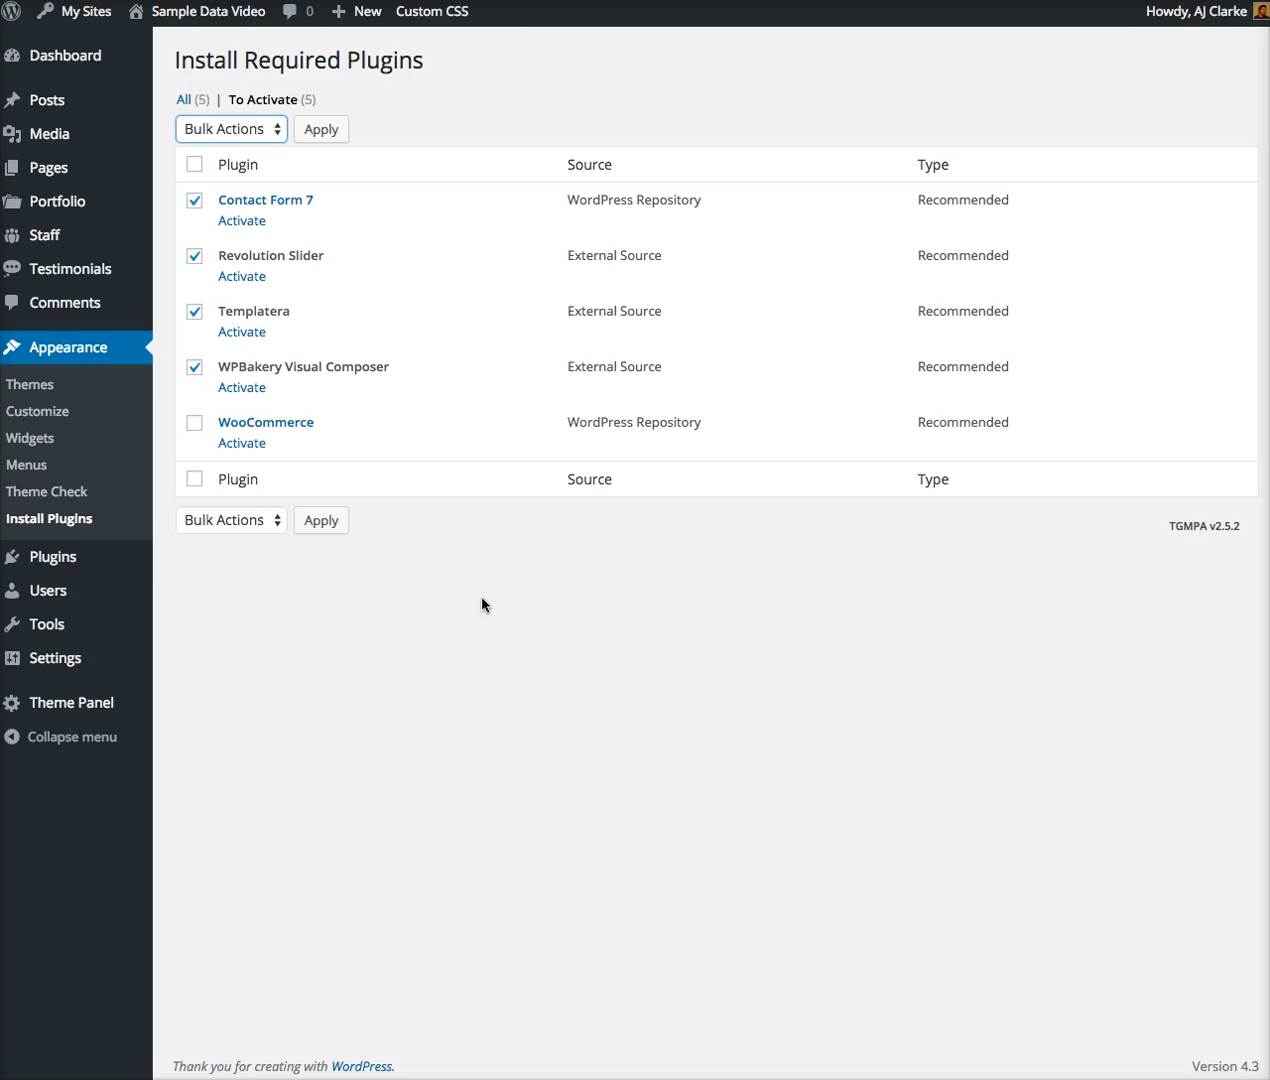 My Sites Sample Data Video 0 New Custom CSS Howdy, AJ Clarke
Dashboard
Posts
Media
Pages
Portfolio
Staff
Testimonials
Comments
Appearance
Themes
Customize
Widgets
Menus
Theme Check
Install Plugins
Plugins
Users
Tools
Settings
Theme Panel
Collapse menu
Install Required Plugins
All (5) | To Activate (5)
Bulk Actions Apply
Plugin Source Type
Contact Form 7 WordPress Repository Recommended
Activate
Revolution Slider External Source Recommended
Activate
Templatera External Source Recommended
Activate
WPBakery Visual Composer External Source Recommended
Activate
WooCommerce WordPress Repository Recommended
Activate
Plugin Source Type
Bulk Actions Apply
TGMPA v2.5.2
Thank you for creating with WordPress. Version 4.3